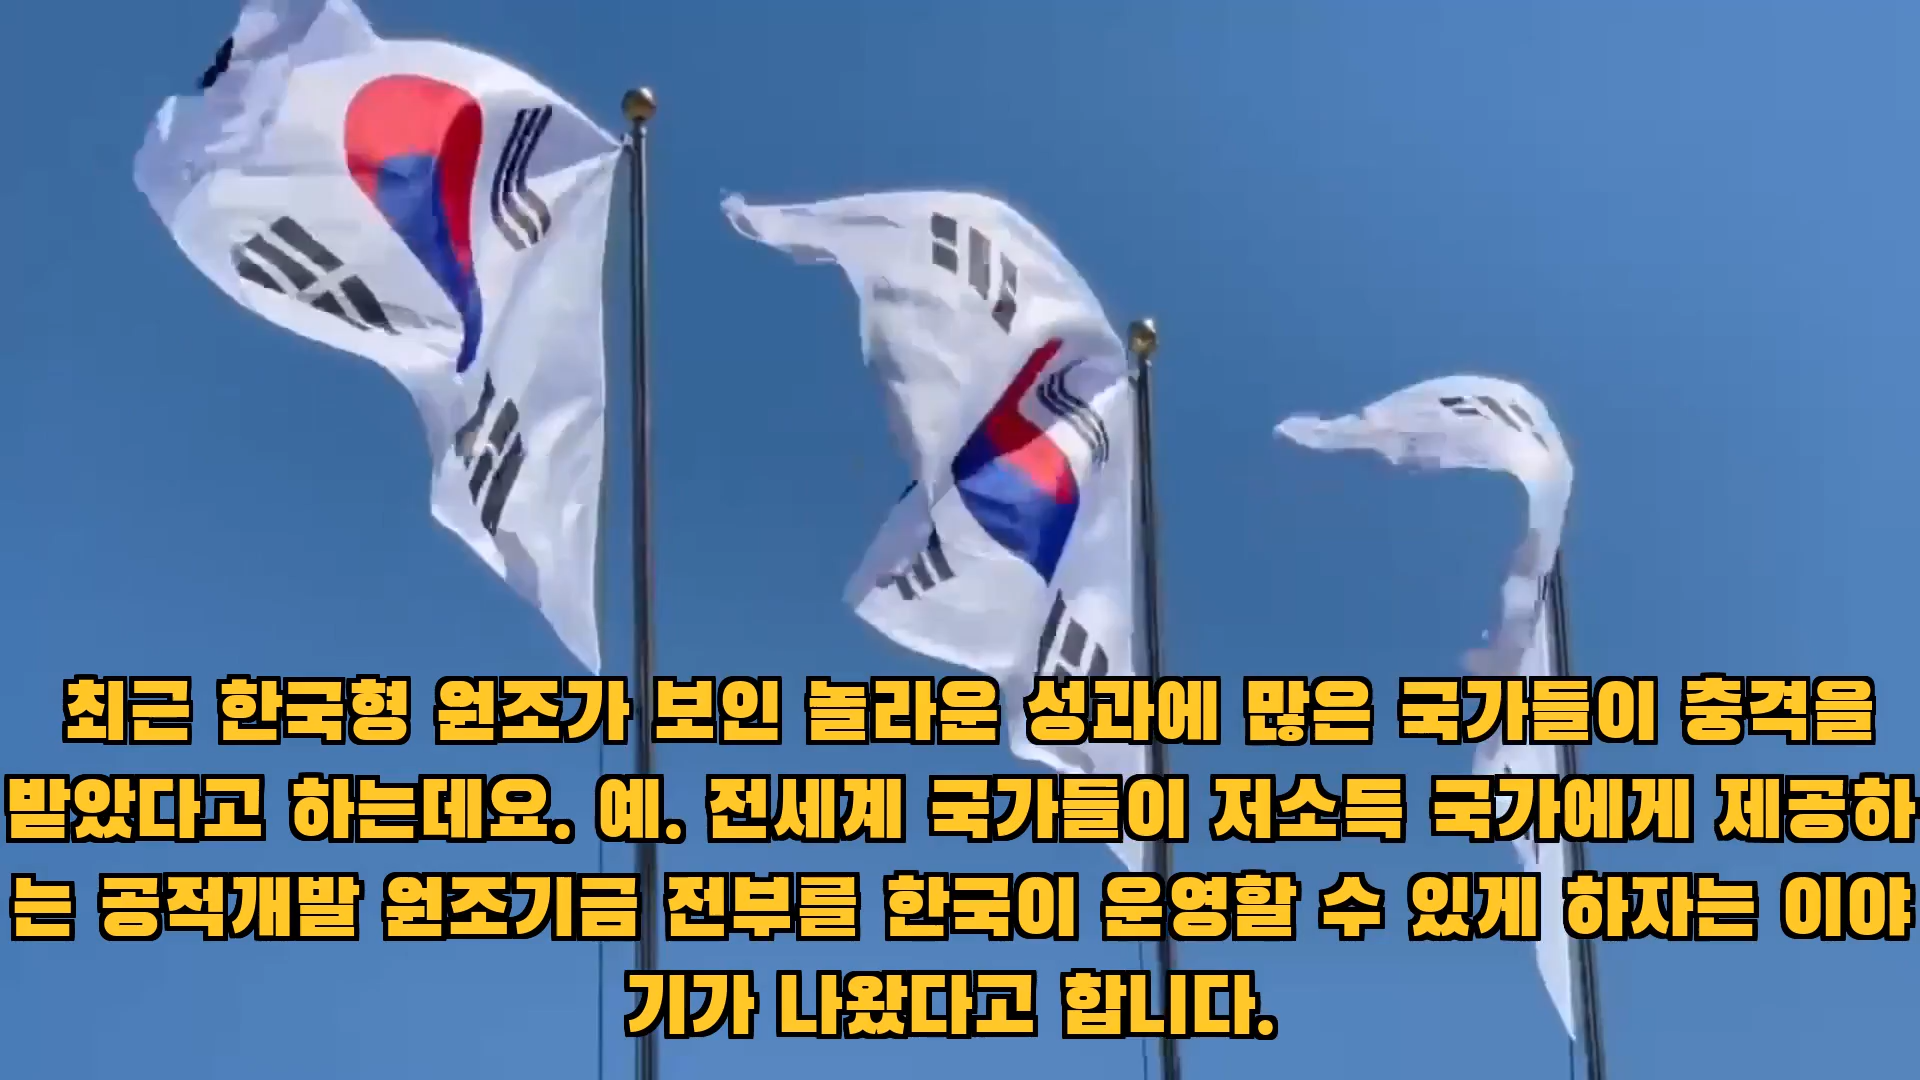 최근 한국형 원조가 보인 놀라운 성과에 많은 국가들이 충격을
받았다고 하는데요. 예. 전세계 국가들이 저소득 국가에게 제공하
는 공적개발 원조기금 전부를 한국이 운영할 수 있게 하자는 이야
기가 나왔다고 합니다.